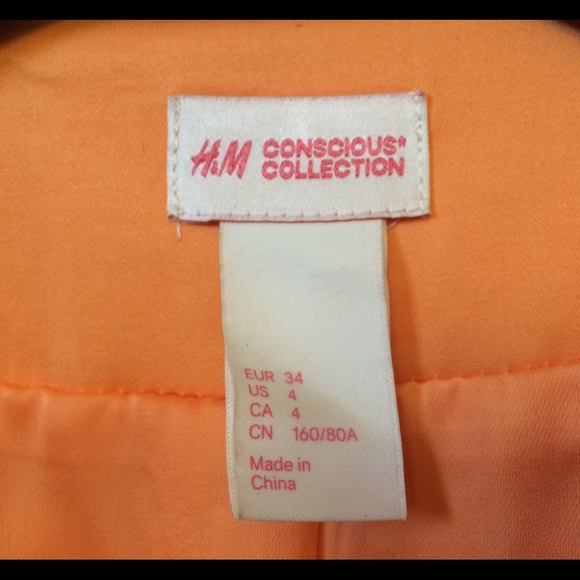 H&M CONSCIOUS*
COLLECTION
EUR 34
US 4
CA 4
CN 160/80A
Made in
China